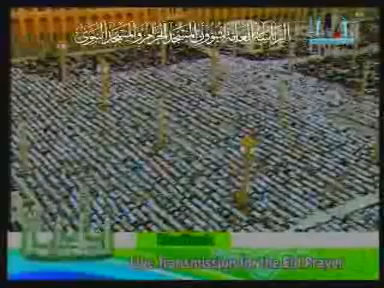 الرئاسة العامة لشؤون المسجد الحرام والمسجد النبوي
Live Transmission for the Eid Prayer